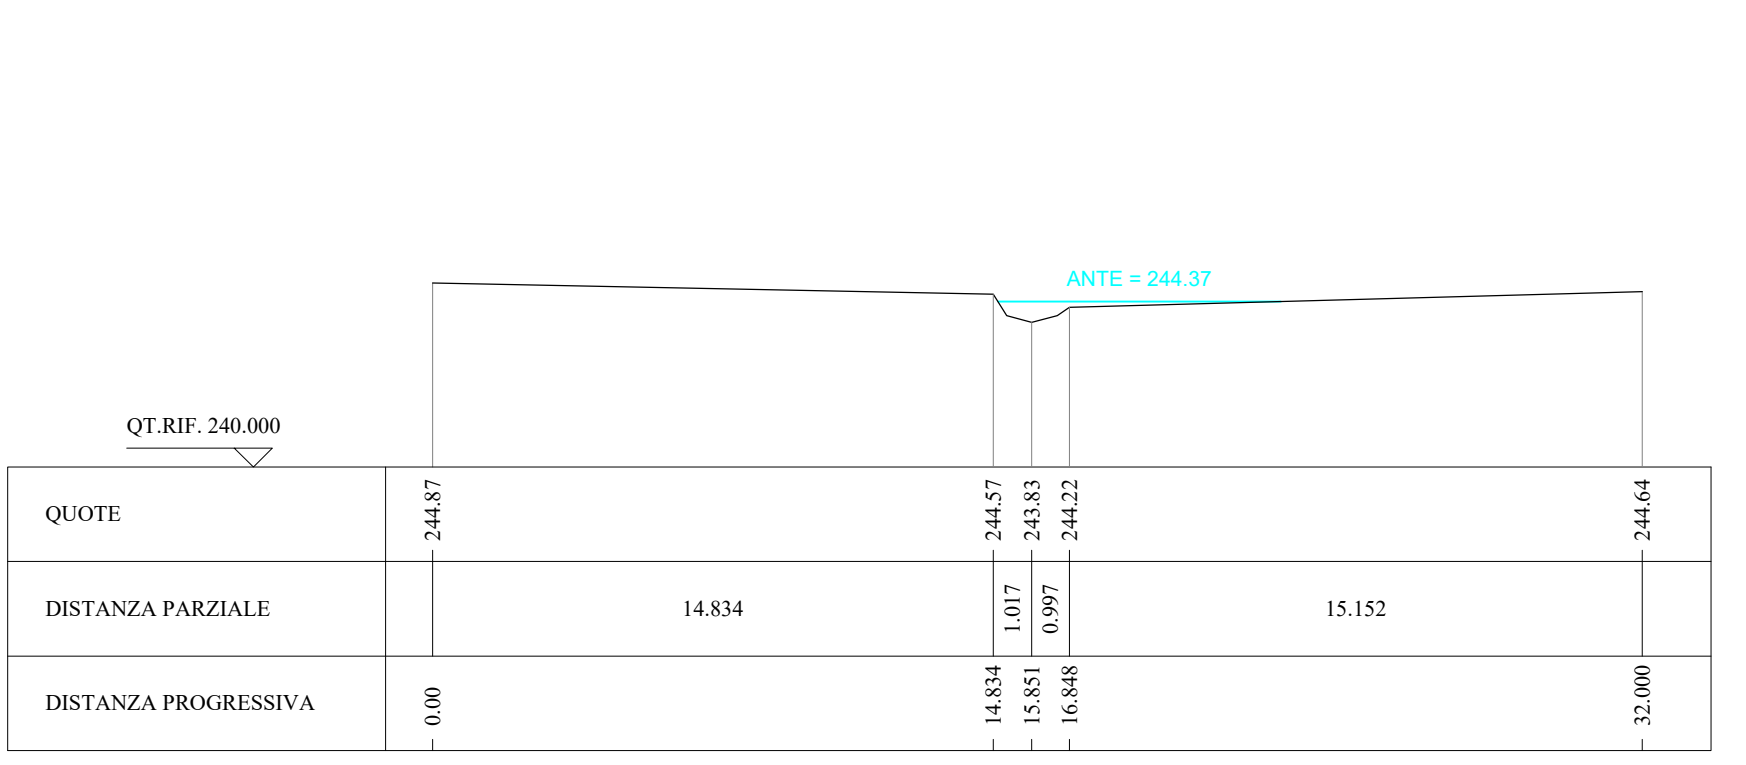 ANTE = 244.37
QT.RIF. 240.000
QUOTE
244.87
244.57
243.83
244.22
244.64
DISTANZA PARZIALE
14.834
1.017
0.997
15.152
DISTANZA PROGRESSIVA
0.00
14.834
15.851
16.848
32.000